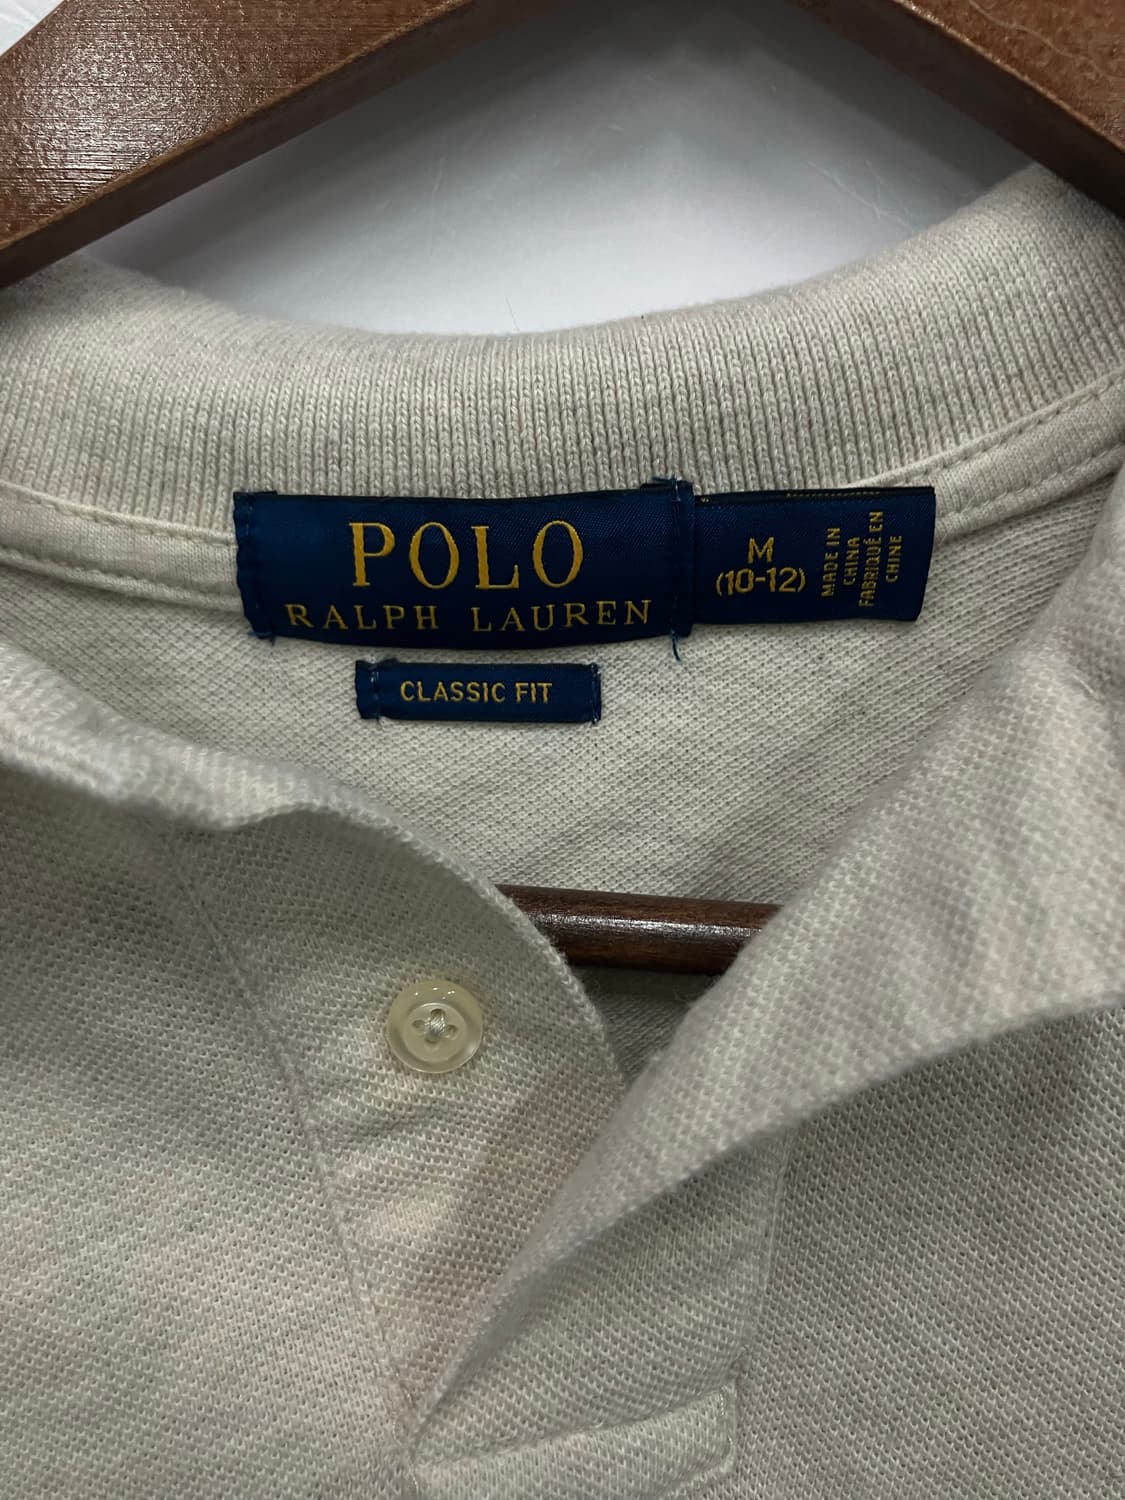 POLO
RALPH LAUREN
M
(10-12)
MADE IN
CHINA
FABRIQUÉ EN
CHINE
CLASSIC FIT